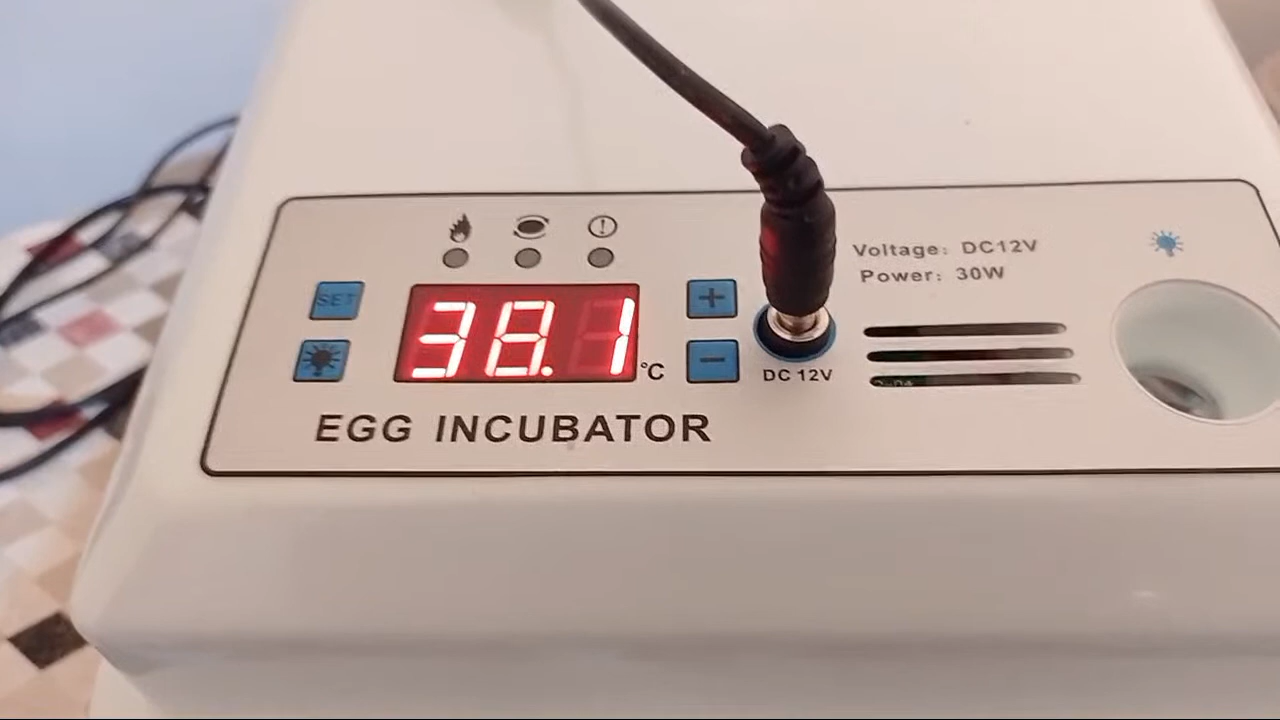 Voltage: DC12V
Power: 30W
SET
38.1 °C
DC 12V
EGG INCUBATOR